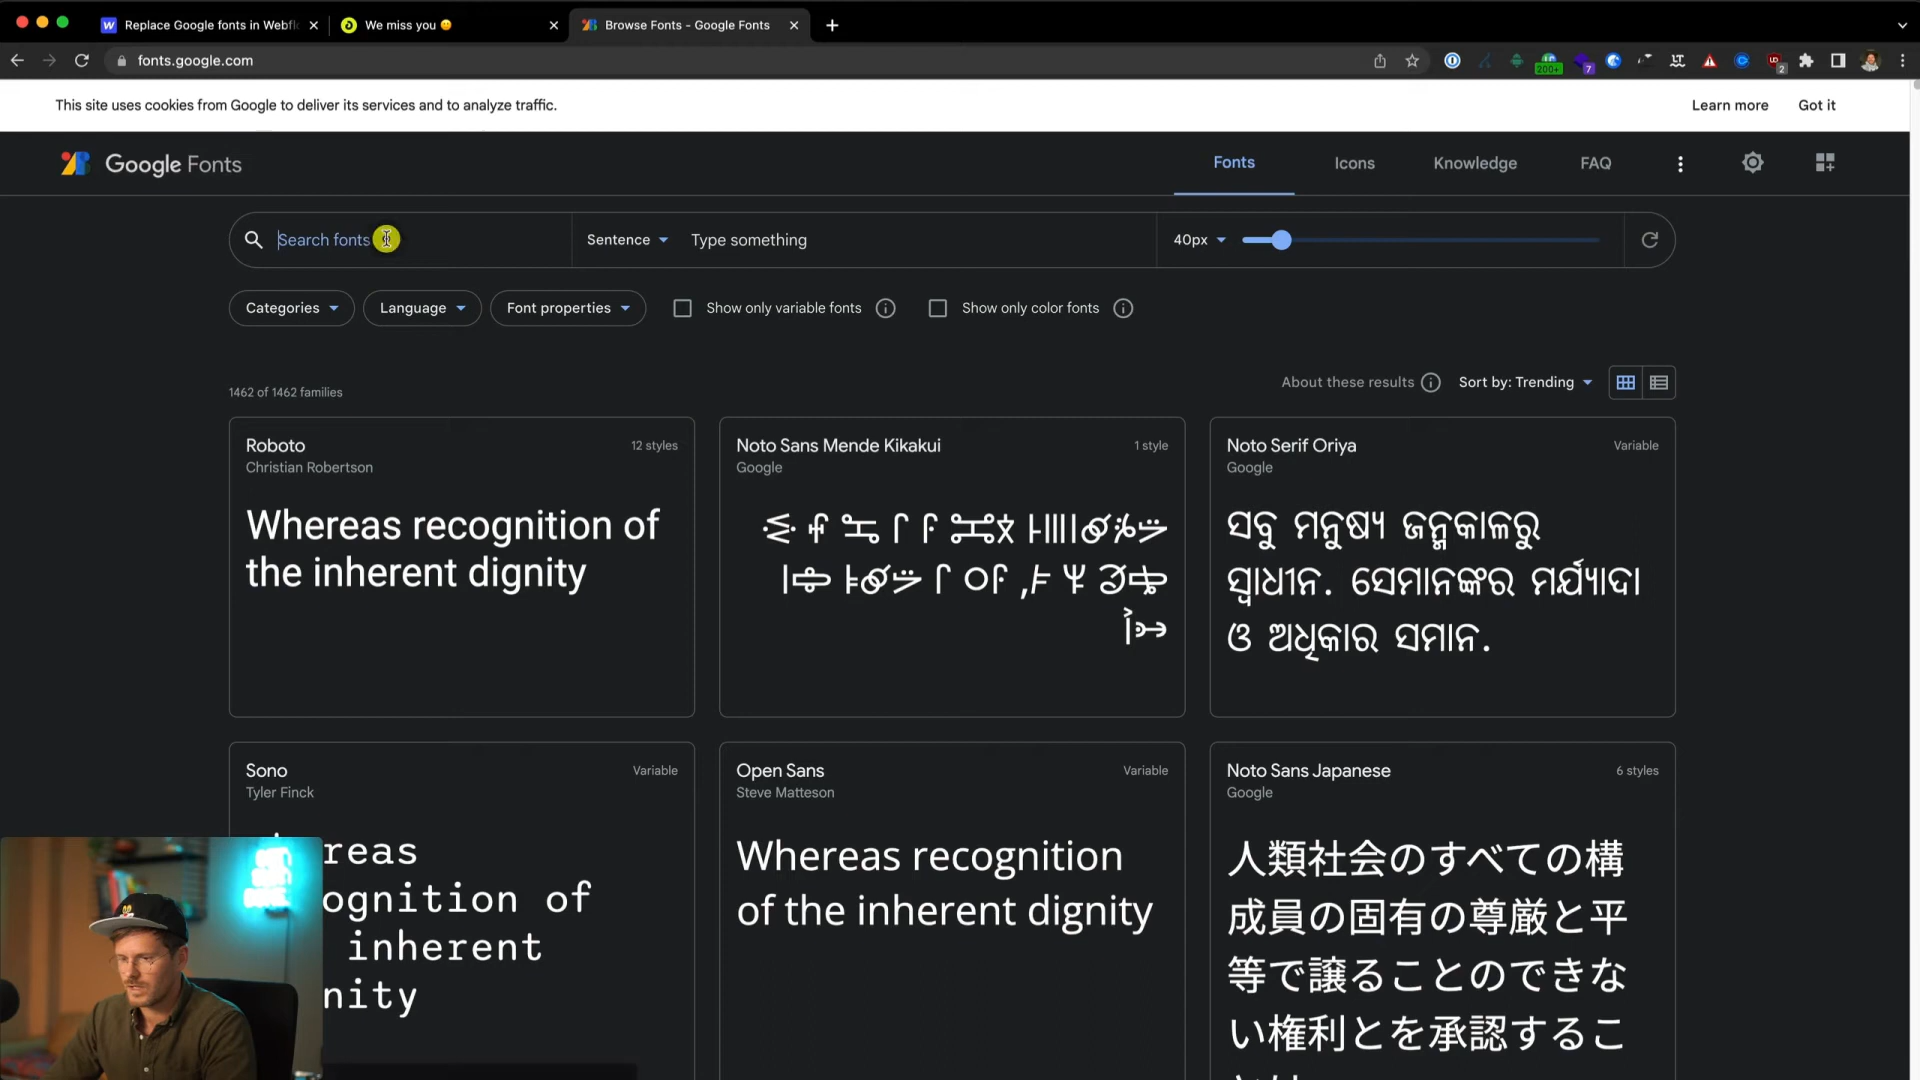 Replace Google fonts in Webfl
We miss you
Browse Fonts - Google Fonts
fonts.google.com
200+
7
2
This site uses cookies from Google to deliver its services and to analyze traffic.
Learn more
Got it
Google Fonts
Fonts
Icons
Knowledge
FAQ
Search fonts
Sentence
Type something
40px
Categories
Language
Font properties
Show only variable fonts
Show only color fonts
1462 of 1462 families
About these results
Sort by: Trending
Roboto
12 styles
Christian Robertson
Whereas recognition of
the inherent dignity
Noto Sans Mende Kikakui
1 style
Google
Noto Serif Oriya
Variable
Google
ସବୁ ମନୁଷ୍ୟ ଜନ୍ମକାଳରୁ
ସ୍ୱାଧୀନ. ସେମାନଙ୍କର ମର୍ଯ୍ୟାଦା
ଓ ଅଧିକାର ସମାନ.
Sono
Variable
Tyler Finck
reas
ognition of
inherent
nity
Open Sans
Variable
Steve Matteson
Whereas recognition
of the inherent dignity
Noto Sans Japanese
6 styles
Google
人類社会のすべての構
成員の固有の尊厳と平
等で譲ることのできな
い権利とを承認するこ